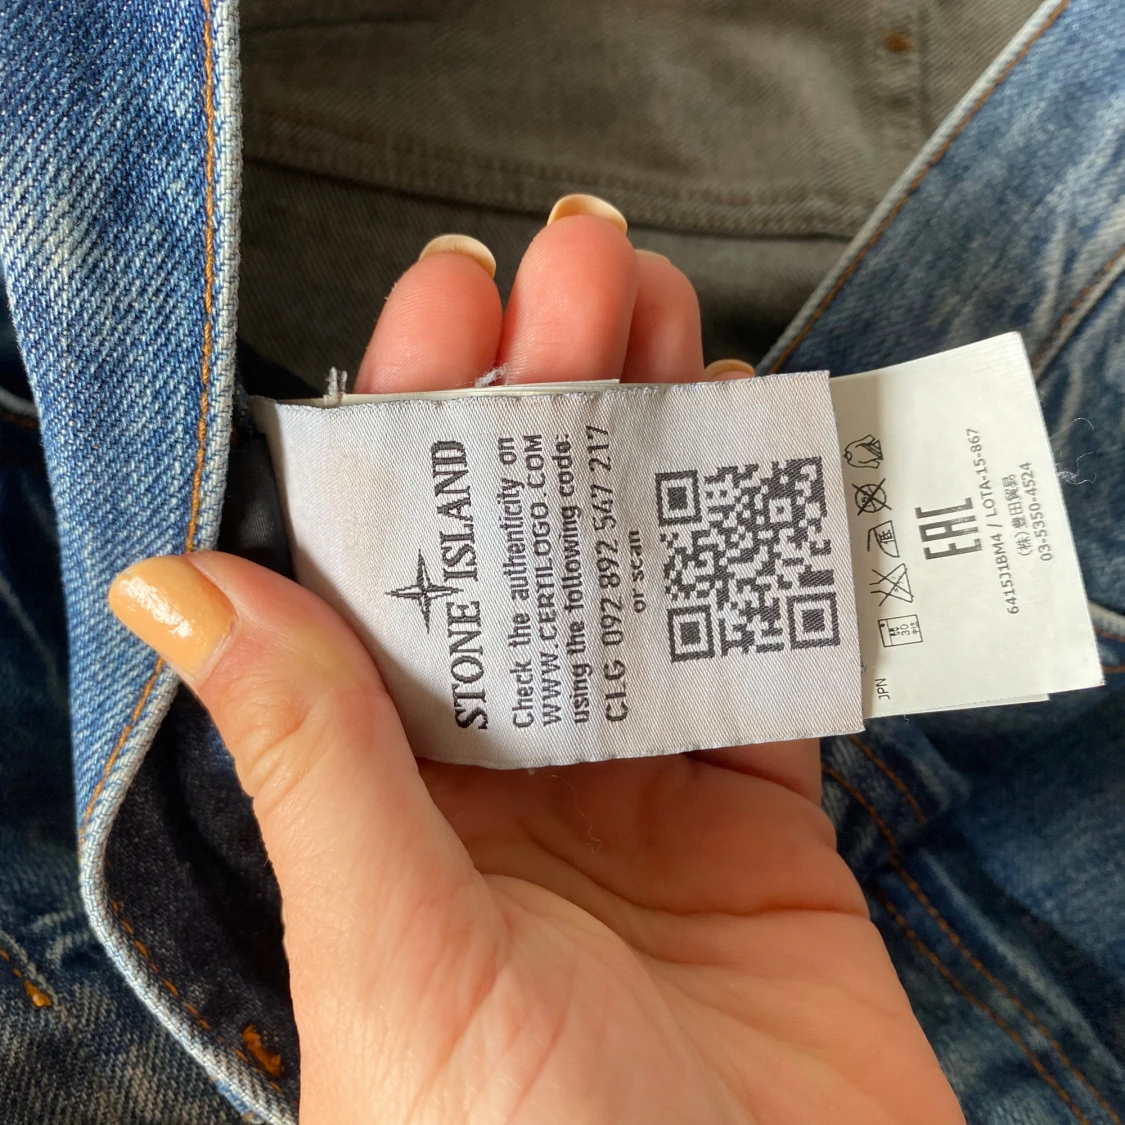 STONE ISLAND
Check the authenticity on
WWW.CERTILOGO.COM
using the following code:
CLG 092 892 547 217
or scan
JPN
30
EAC
6415J1BM4 / LOTA-15-867
(株)豊田貿易
03-5350-4524